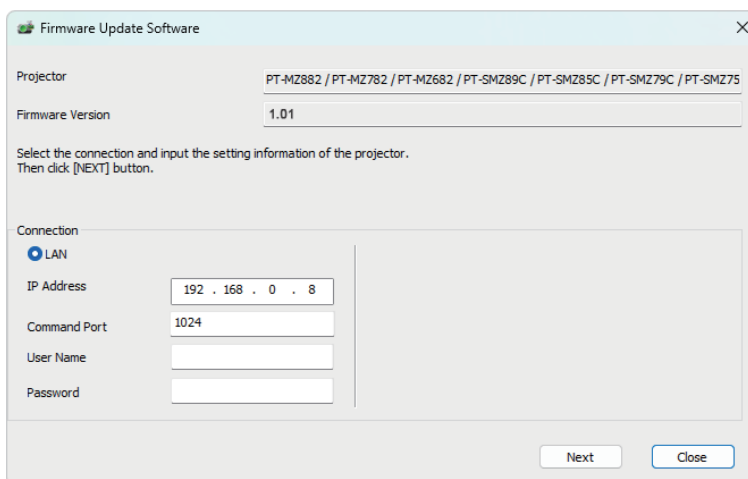 Firmware Update Software
Projector
PT-MZ882 / PT-MZ782 / PT-MZ682 / PT-SMZ89C / PT-SMZ85C / PT-SMZ79C / PT-SMZ75
Firmware Version
1.01
Select the connection and input the setting information of the projector.
Then click [NEXT] button.
Connection
LAN
IP Address
192 . 168 . 0 . 8
Command Port
1024
User Name
Password
Next
Close